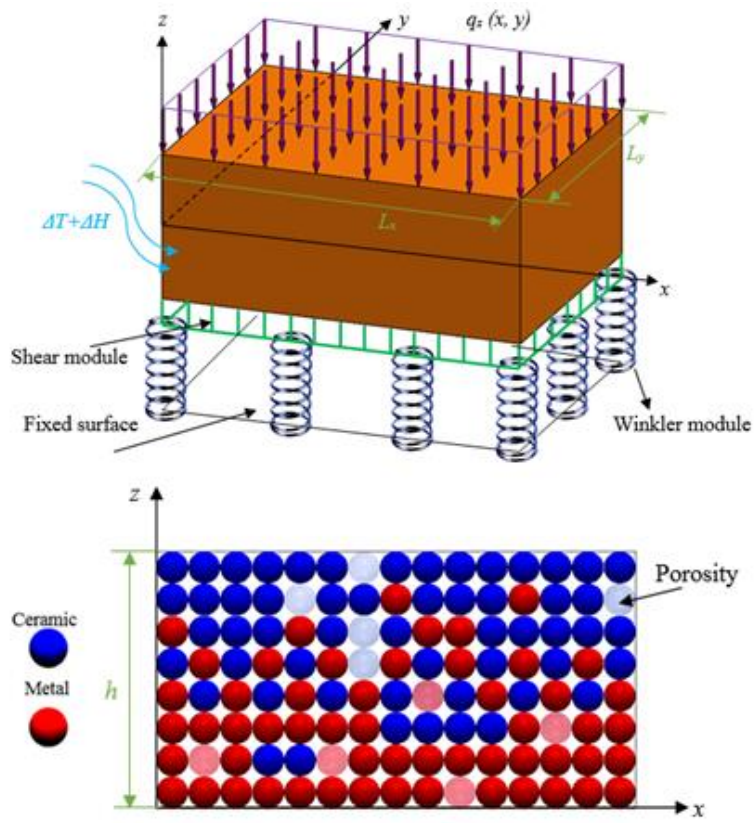 z
y
qz (x, y)
Ly
Lx
ΔT+ΔH
x
Shear module
Fixed surface
Winkler module
z
Porosity
Ceramic
Metal
h
x